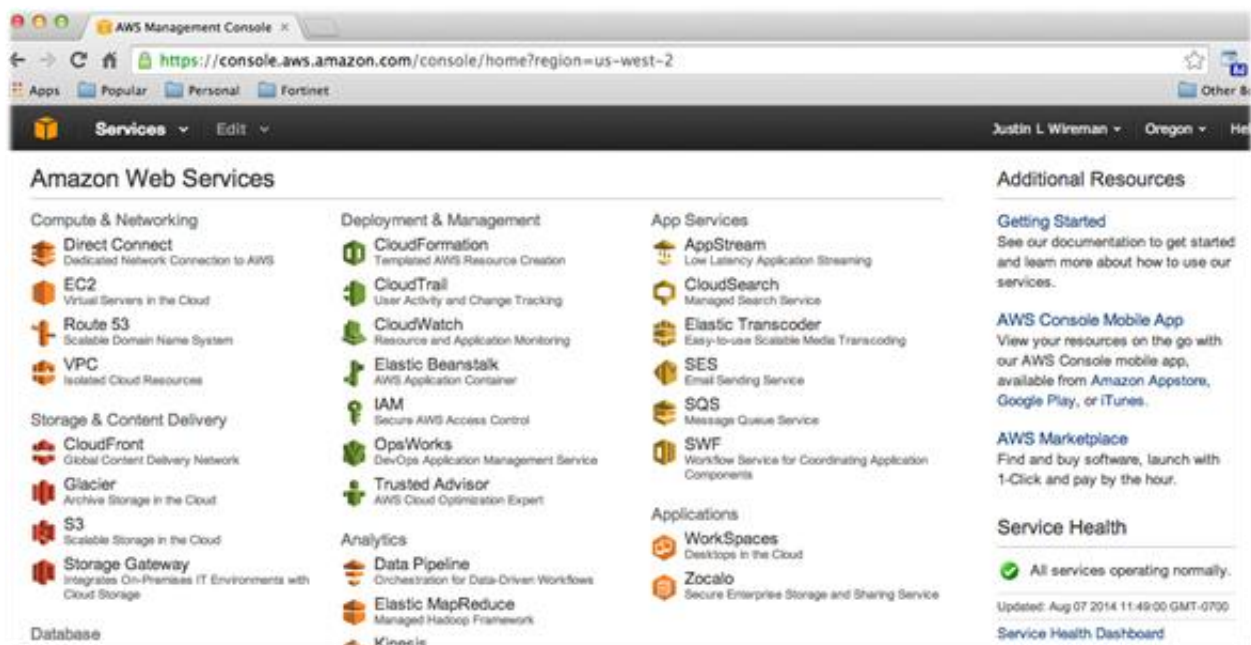 AWS Management Console ×
https://console.aws.amazon.com/console/home?region=us-west-2
Apps Popular Personal Fortinet Other
Services Edit Justin L Wireman Oregon
Amazon Web Services
Compute & Networking
Direct Connect
Dedicated Network Connection to AWS
EC2
Virtual Servers in the Cloud
Route 53
Scalable Domain Name System
VPC
Isolated Cloud Resources
Storage & Content Delivery
CloudFront
Global Content Delivery Network
Glacier
Archive Storage in the Cloud
S3
Scalable Storage in the Cloud
Storage Gateway
Integrates On-Premises IT Environments with
Cloud Storage
Database
Deployment & Management
CloudFormation
Templated AWS Resource Creation
CloudTrail
User Activity and Change Tracking
CloudWatch
Resource and Application Monitoring
Elastic Beanstalk
AWS Application Container
IAM
Secure AWS Access Control
OpsWorks
DevOps Application Management Service
Trusted Advisor
AWS Cloud Optimization Expert
Analytics
Data Pipeline
Orchestration for Data-Driven Workflows
Elastic MapReduce
Managed Hadoop Framework
Kinesis
App Services
AppStream
Low Latency Application Streaming
CloudSearch
Managed Search Service
Elastic Transcoder
Easy-to-use Scalable Media Transcoding
SES
Email Sending Service
SQS
Message Queue Service
SWF
Workflow Service for Coordinating Application
Components
Applications
WorkSpaces
Desktops in the Cloud
Zocalo
Secure Enterprise Storage and Sharing Service
Additional Resources
Getting Started
See our documentation to get started
and learn more about how to use our
services.
AWS Console Mobile App
View your resources on the go with
our AWS Console mobile app,
available from Amazon Appstore,
Google Play, or iTunes.
AWS Marketplace
Find and buy software, launch with
1-Click and pay by the hour.
Service Health
All services operating normally.
Updated: Aug 07 2014 11:49:00 GMT-0700
Service Health Dashboard